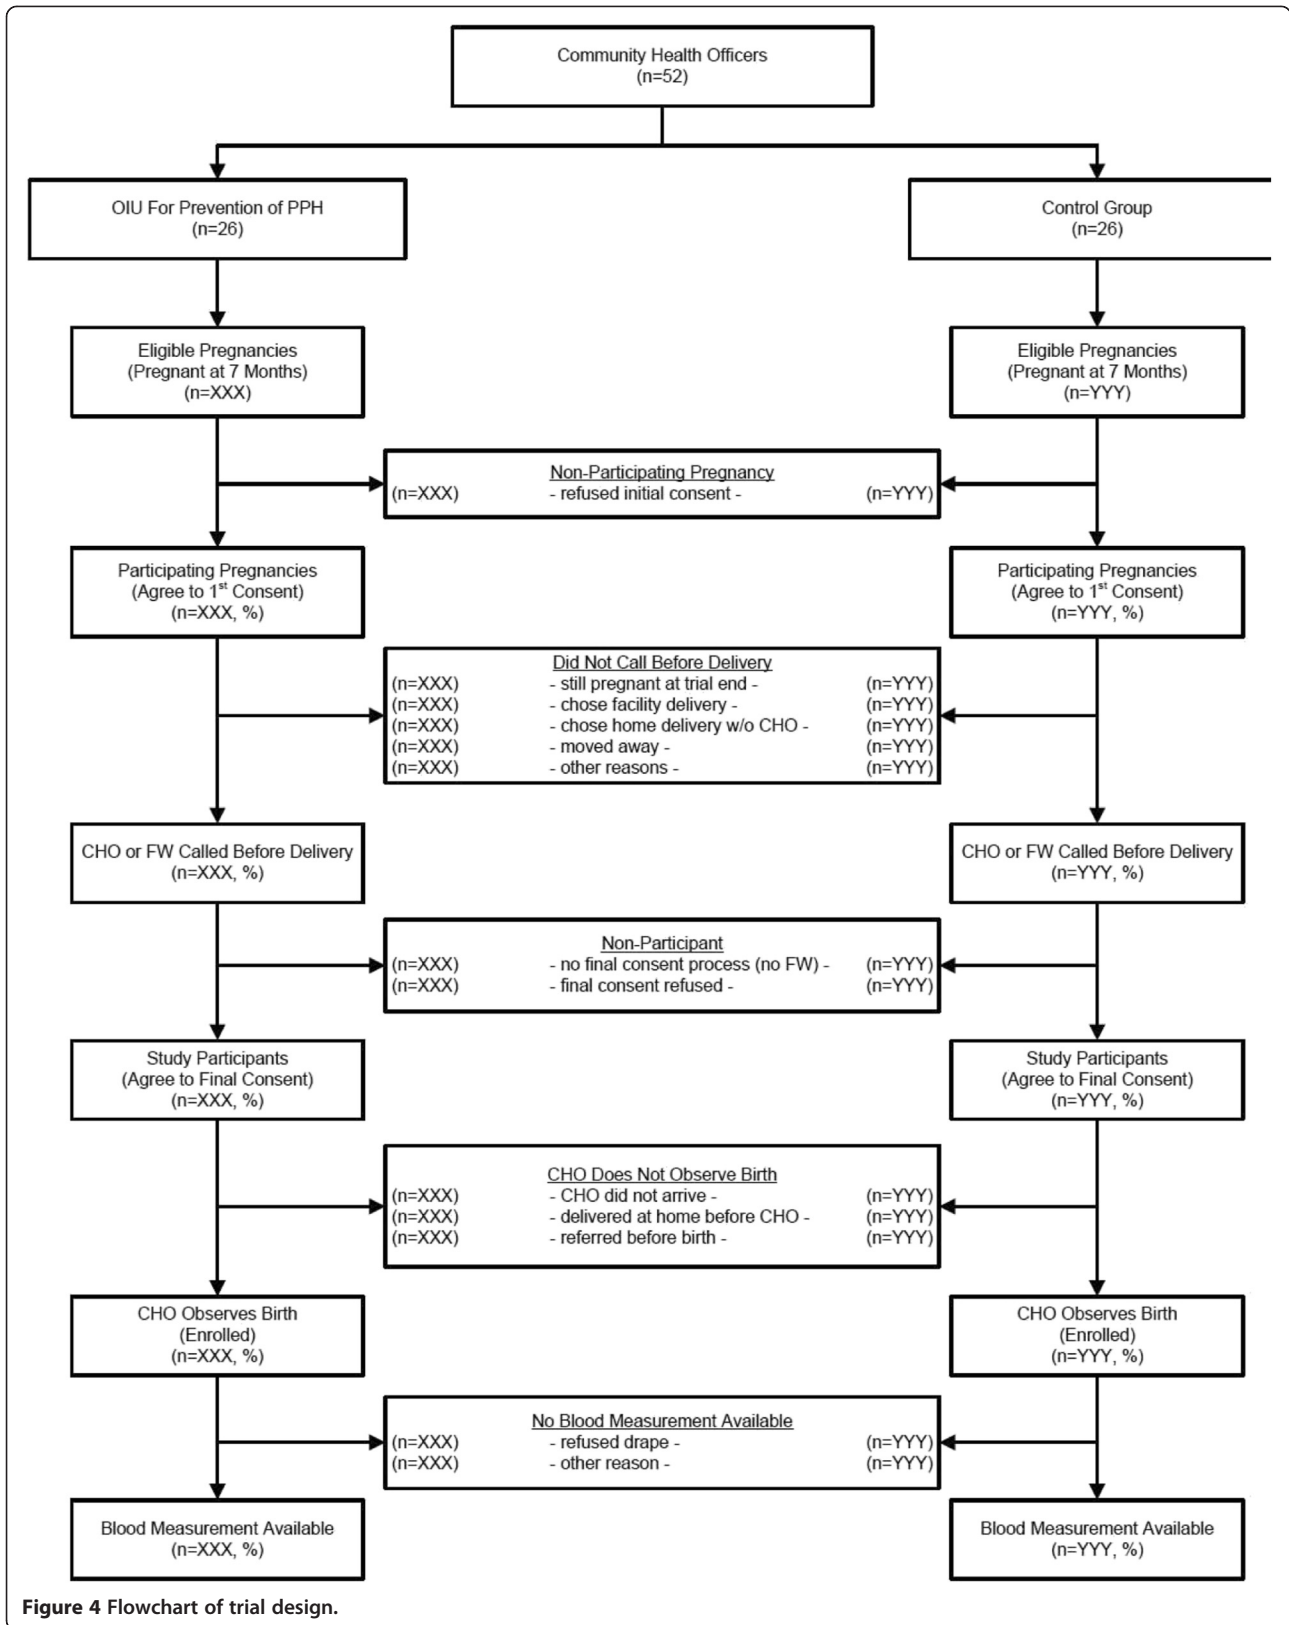 Community Health Officers
(n=52)
OIU For Prevention of PPH
(n=26)
Control Group
(n=26)
Eligible Pregnancies
(Pregnant at 7 Months)
(n=XXX)
Eligible Pregnancies
(Pregnant at 7 Months)
(n=YYY)
Non-Participating Pregnancy
(n=XXX) - refused initial consent - (n=YYY)
Participating Pregnancies
(Agree to 1st Consent)
(n=XXX, %)
Participating Pregnancies
(Agree to 1st Consent)
(n=YYY, %)
Did Not Call Before Delivery
(n=XXX) - still pregnant at trial end - (n=YYY)
(n=XXX) - chose facility delivery - (n=YYY)
(n=XXX) - chose home delivery w/o CHO - (n=YYY)
(n=XXX) - moved away - (n=YYY)
(n=XXX) - other reasons - (n=YYY)
CHO or FW Called Before Delivery
(n=XXX, %)
CHO or FW Called Before Delivery
(n=YYY, %)
Non-Participant
(n=XXX) - no final consent process (no FW) - (n=YYY)
(n=XXX) - final consent refused - (n=YYY)
Study Participants
(Agree to Final Consent)
(n=XXX, %)
Study Participants
(Agree to Final Consent)
(n=YYY, %)
CHO Does Not Observe Birth
(n=XXX) - CHO did not arrive - (n=YYY)
(n=XXX) - delivered at home before CHO - (n=YYY)
(n=XXX) - referred before birth - (n=YYY)
CHO Observes Birth
(Enrolled)
(n=XXX, %)
CHO Observes Birth
(Enrolled)
(n=YYY, %)
No Blood Measurement Available
(n=XXX) - refused drape - (n=YYY)
(n=XXX) - other reason - (n=YYY)
Blood Measurement Available
(n=XXX, %)
Blood Measurement Available
(n=YYY, %)
Figure 4 Flowchart of trial design.